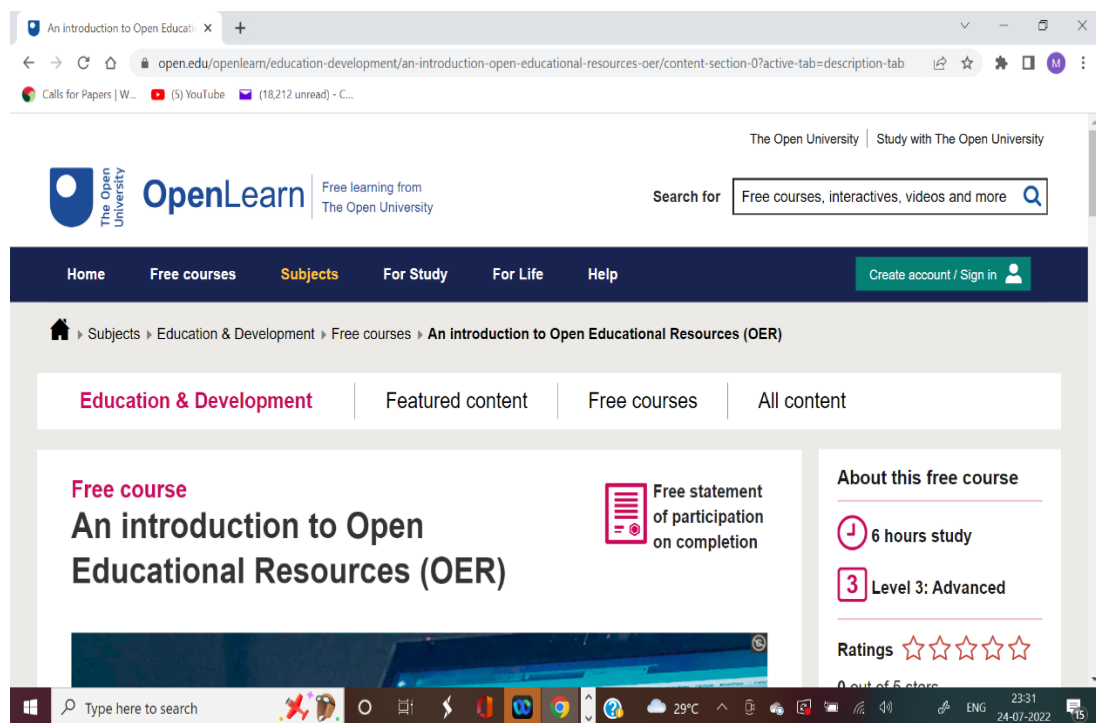 An introduction to Open Educati
open.edu/openlearn/education-development/an-introduction-open-educational-resources-oer/content-section-0?active-tab=description-tab
M
Calls for Papers | W...
(5) YouTube
(18,212 unread) - C...
The Open University
Study with The Open University
The Open
University
OpenLearn
Free learning from
The Open University
Search for
Free courses, interactives, videos and more
Home
Free courses
Subjects
For Study
For Life
Help
Create account / Sign in
Subjects
Education & Development
Free courses
An introduction to Open Educational Resources (OER)
Education & Development
Featured content
Free courses
All content
Free course
An introduction to Open
Educational Resources (OER)
Free statement
of participation
on completion
About this free course
6 hours study
3
Level 3: Advanced
Ratings
0 out of 5 stars
Type here to search
29°C
ENG
23:31
24-07-2022
15